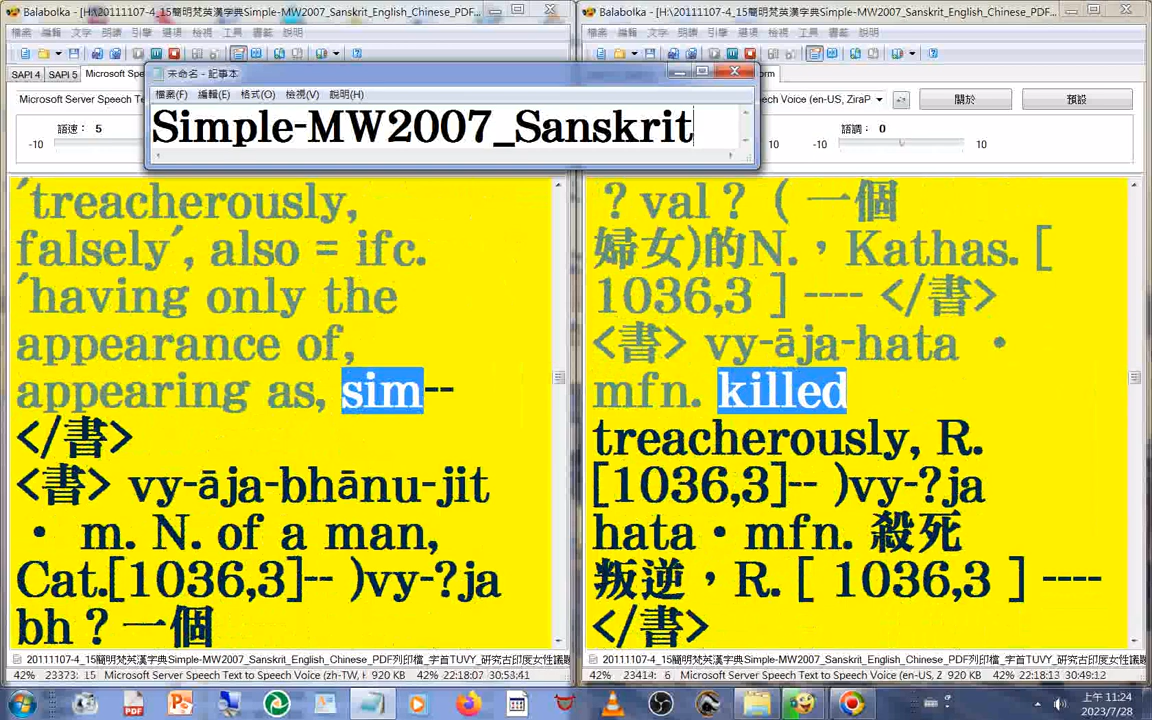 Balabolka - [H:\20111107-4_15簡明梵英漢字典Simple-MW2007_Sanskrit_English_Chinese_PDF...
檔案 編輯 文字 朗讀 引擎 選項 檢視 工具 書籤 說明
SAPI 4 SAPI 5 Microsoft Spe
Microsoft Server Speech Text
語速： 5
-10
Balabolka - [H:\20111107-4_15簡明梵英漢字典Simple-MW2007_Sanskrit_English_Chinese_PDF...
檔案 編輯 文字 朗讀 引擎 選項 檢視 工具 書籤 說明
orm
ech Voice (en-US, ZiraP
關於
預設
語調： 0
10 -10 10
未命名 - 記事本
檔案(F) 編輯(E) 格式(O) 檢視(V) 說明(H)
Simple-MW2007_Sanskrit
'treacherously,
falsely', also = ifc.
'having only the
appearance of,
appearing as, sim--
</書>
<書> vy-āja-bhānu-jit
• m. N. of a man,
Cat.[1036,3]-- )vy-?ja
bh？一個
？val？ ( 一個
婦女)的N.，Kathas. [
1036,3 ] ---- </書>
<書> vy-āja-hata •
mfn. killed
treacherously, R.
[1036,3]-- )vy-?ja
hata • mfn. 殺死
叛逆，R. [ 1036,3 ] ----
</書>
20111107-4_15簡明梵英漢字典Simple-MW2007_Sanskrit_English_Chinese_PDF列印檔_字首TUVY_研究古印度女性議題
42% 23373: 15 Microsoft Server Speech Text to Speech Voice (zh-TW, H 920 KB 22:18:07 30:53:41
20111107-4_15簡明梵英漢字典Simple-MW2007_Sanskrit_English_Chinese_PDF列印檔_字首TUVY_研究古印度女性議題
42% 23414: 6 Microsoft Server Speech Text to Speech Voice (en-US, Z 920 KB 22:18:07 30:49:12
上午 11:24
2023/7/28